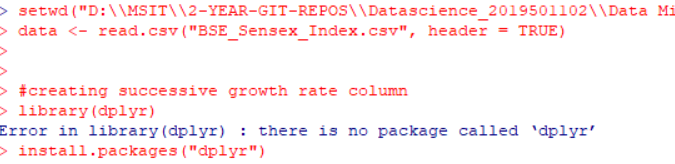 > setwd("D:\\MSIT\\2-YEAR-GIT-REPOS\\Datascience_2019501102\\Data Mi
> data <- read.csv("BSE_Sensex_Index.csv", header = TRUE)
>
>
> #creating successive growth rate column
> library(dplyr)
Error in library(dplyr) : there is no package called ‘dplyr’
> install.packages("dplyr")